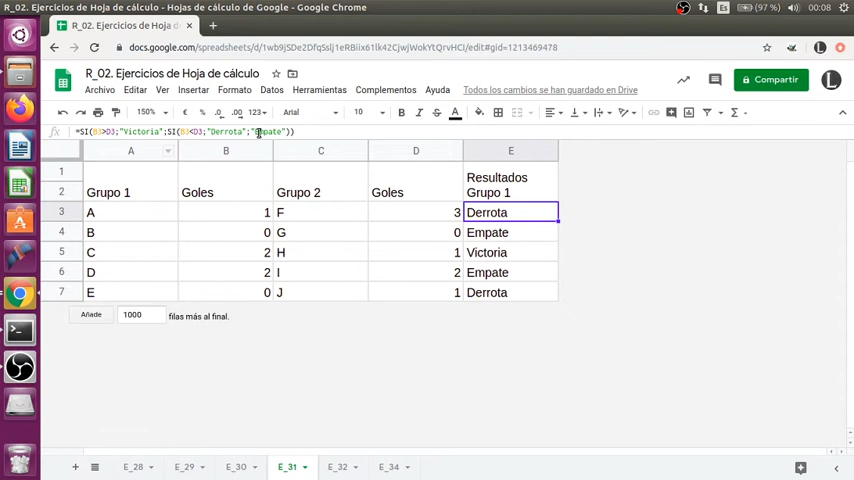 R_02. Ejercicios de Hoja de cálculo - Hojas de cálculo de Google - Google Chrome
Es
(97 %)
00:08
R_02. Ejercicios de Hoja de c
docs.google.com/spreadsheets/d/1wb9jSDe2DfqSslj1eRBiix61lk42CjwjWokYtQrvHCI/edit#gid=1213469478
R_02. Ejercicios de Hoja de cálculo
Archivo Editar Ver Insertar Formato Datos Herramientas Complementos Ayuda Todos los cambios se han guardado en Drive
Compartir
150% € % .0 .00 123 Arial 10 B I S A
fx =SI(B3>D3;"Victoria";SI(B3<D3;"Derrota";"Empate"))
A B C D E
1 Resultados
2 Grupo 1 Goles Grupo 2 Goles Grupo 1
3 A 1 F 3 Derrota
4 B 0 G 0 Empate
5 C 2 H 1 Victoria
6 D 2 I 2 Empate
7 E 0 J 1 Derrota
Añade 1000 filas más al final.
E_28 E_29 E_30 E_31 E_32 E_34